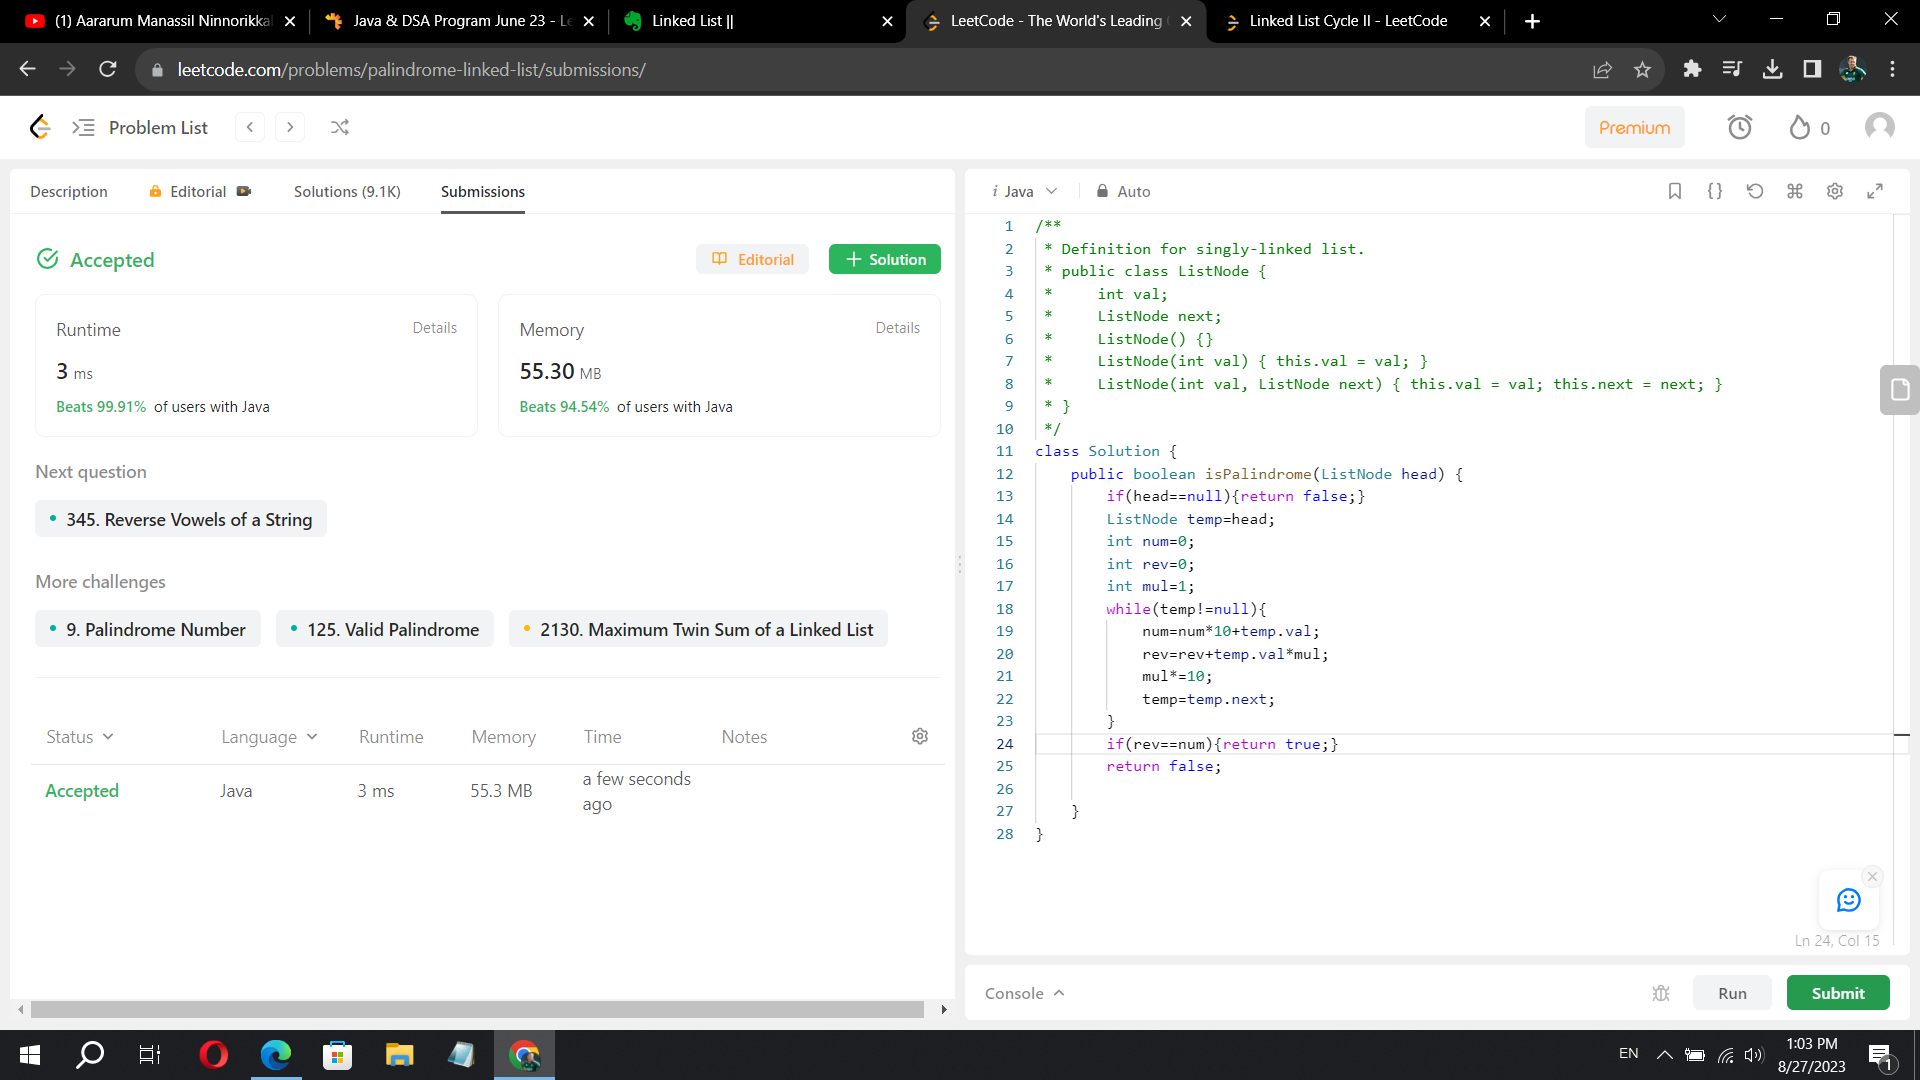 (1) Aararum Manassil Ninnorikkal
Java & DSA Program June 23 - Le
Linked List ||
LeetCode - The World's Leading
Linked List Cycle II - LeetCode
leetcode.com/problems/palindrome-linked-list/submissions/
Problem List
Premium
0
Description
Editorial
Solutions (9.1K)
Submissions
i Java
Auto
Accepted
Editorial
+ Solution
Runtime
Details
3 ms
Beats 99.91% of users with Java
Memory
Details
55.30 MB
Beats 94.54% of users with Java
Next question
345. Reverse Vowels of a String
More challenges
9. Palindrome Number
125. Valid Palindrome
2130. Maximum Twin Sum of a Linked List
Status Language Runtime Memory Time Notes
Accepted Java 3 ms 55.3 MB a few seconds
ago
1 /**
2 * Definition for singly-linked list.
3 * public class ListNode {
4 *     int val;
5 *     ListNode next;
6 *     ListNode() {}
7 *     ListNode(int val) { this.val = val; }
8 *     ListNode(int val, ListNode next) { this.val = val; this.next = next; }
9 * }
10 */
11 class Solution {
12     public boolean isPalindrome(ListNode head) {
13         if(head==null){return false;}
14         ListNode temp=head;
15         int num=0;
16         int rev=0;
17         int mul=1;
18         while(temp!=null){
19             num=num*10+temp.val;
20             rev=rev+temp.val*mul;
21             mul*=10;
22             temp=temp.next;
23         }
24         if(rev==num){return true;}
25         return false;
26
27     }
28 }
Ln 24, Col 15
Console
Run
Submit
EN
1:03 PM
8/27/2023
1